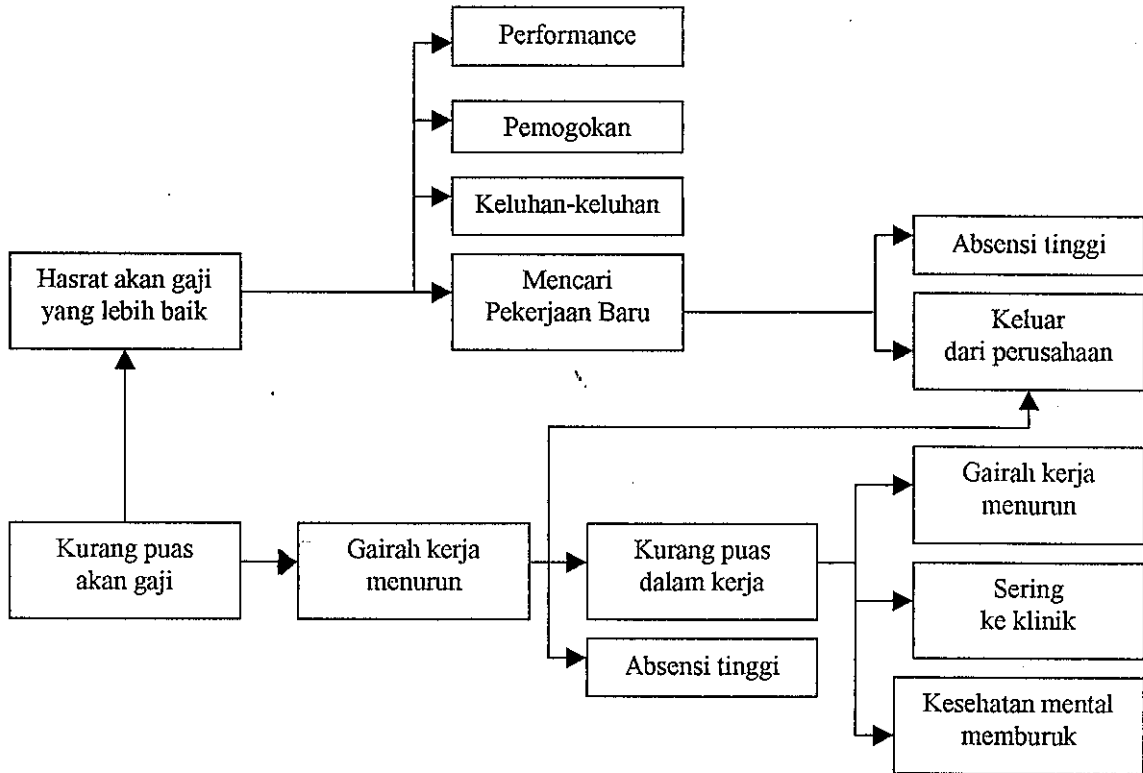 Performance
Pemogokan
Keluhan-keluhan
Hasrat akan gaji
yang lebih baik
Mencari
Pekerjaan Baru
Absensi tinggi
Keluar
dari perusahaan
Kurang puas
akan gaji
Gairah kerja
menurun
Kurang puas
dalam kerja
Absensi tinggi
Gairah kerja
menurun
Sering
ke klinik
Kesehatan mental
memburuk